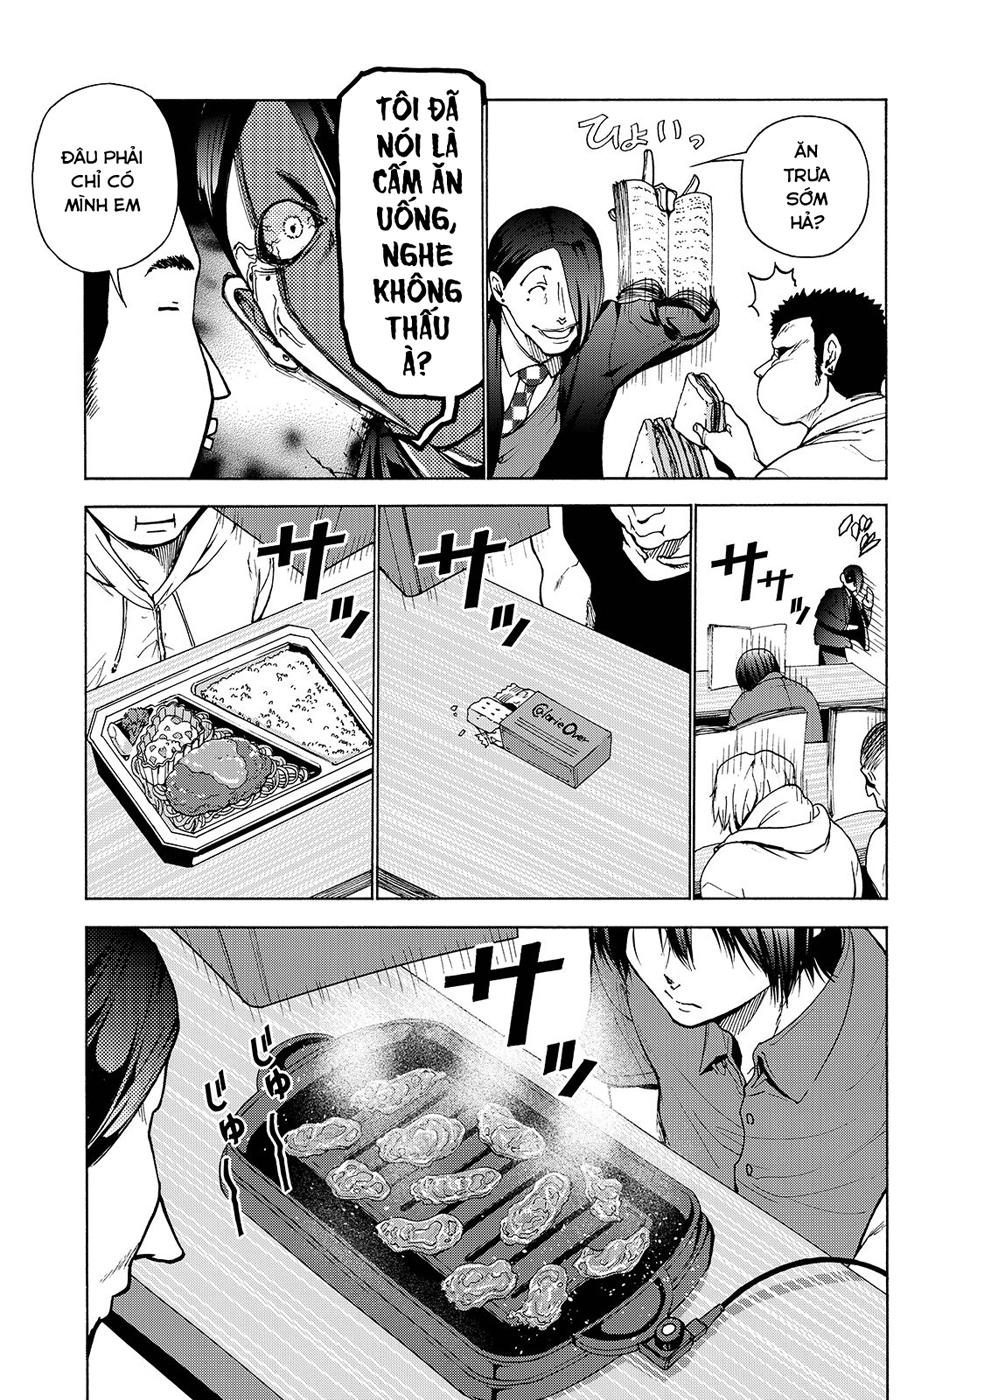 ĂN
TRƯA
SỚM
HẢ?
ひょいっ
TÔI ĐÃ
NÓI LÀ
CẤM ĂN
UỐNG,
NGHE
KHÔNG
THẤU
À?
ĐÂU PHẢI
CHỈ CÓ
MÌNH EM
ササッ
サッ
CalorieOver
サッ
サッ
じゅ〜
じゅ〜